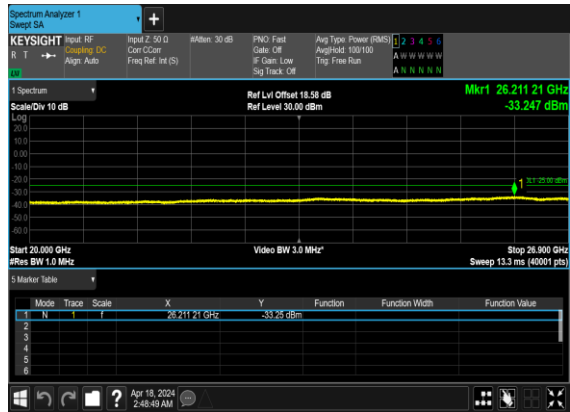 Spectrum Analyzer 1
Swept SA
+
KEYSIGHT Input: RF Input Z: 50 Ω #Atten: 30 dB PNO: Fast Avg Type: Power (RMS) 1 2 3 4 5 6
R T Coupling: DC Corr CCorr Gate: Off Avg|Hold: 100/100 A W W W W W
Align: Auto Freq Ref: Int (S) IF Gain: Low Trig: Free Run
Sig Track: Off A N N N N N
1 Spectrum Ref Lvl Offset 18.58 dB Mkr1 26.211 21 GHz
Scale/Div 10 dB Ref Level 30.00 dBm -33.247 dBm
Log
20.0
10.0
0.00
-10.0
-20.0
1 DL1 -25.00 dBm
-30.0
-40.0
-50.0
-60.0
Start 20.000 GHz Video BW 3.0 MHz* Stop 26.900 GHz
#Res BW 1.0 MHz Sweep 13.3 ms (40001 pts)
5 Marker Table
Mode Trace Scale X Y Function Function Width Function Value
1 N 1 f 26.211 21 GHz -33.25 dBm
2
3
4
5
6
? Apr 18, 2024
2:48:49 AM